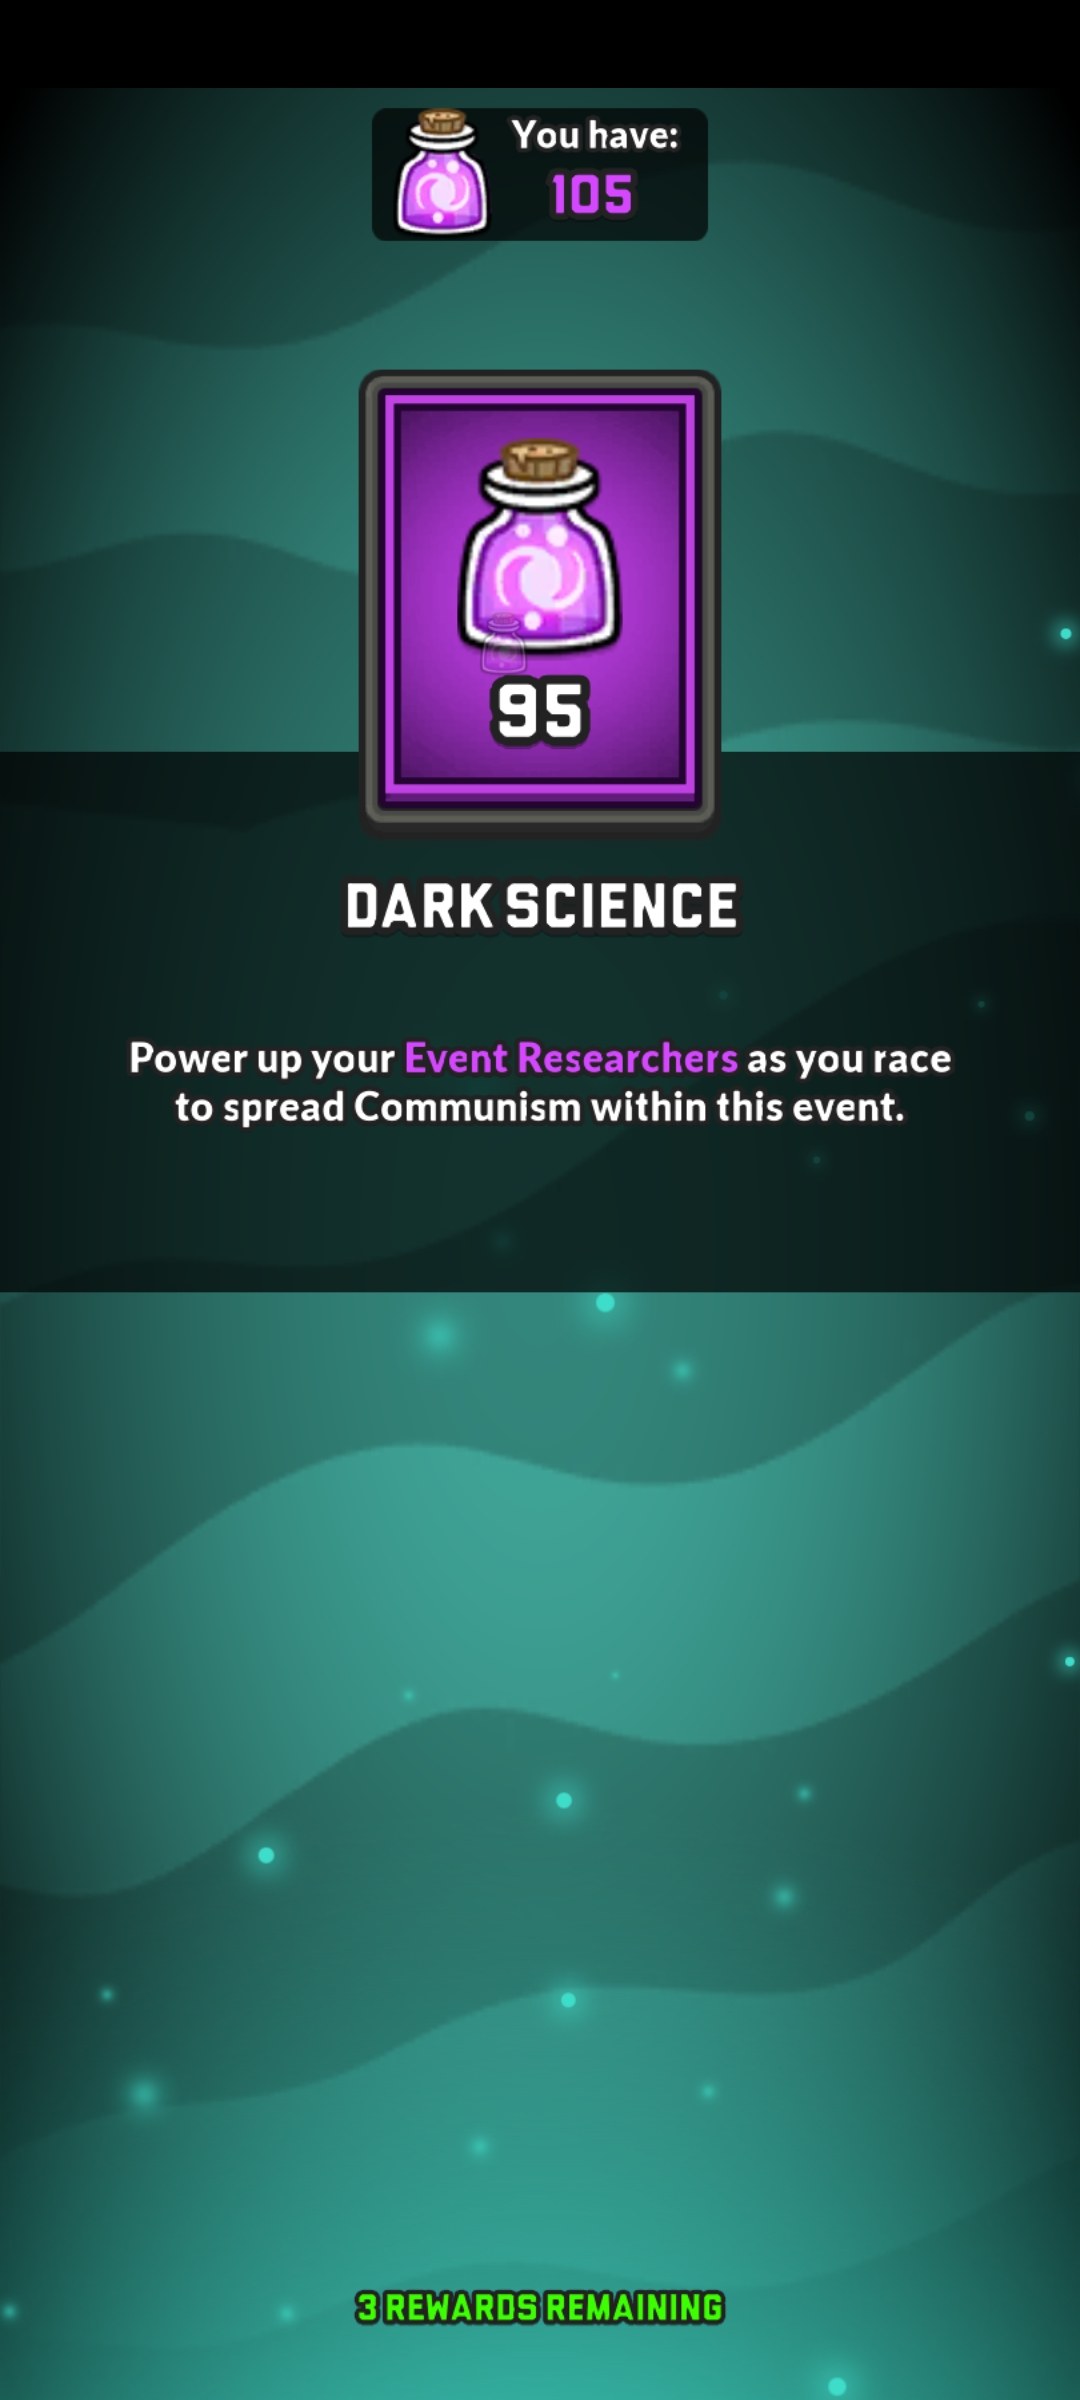 You have:
105
95
DARK SCIENCE
Power up your Event Researchers as you race
to spread Communism within this event.
3 REWARDS REMAINING